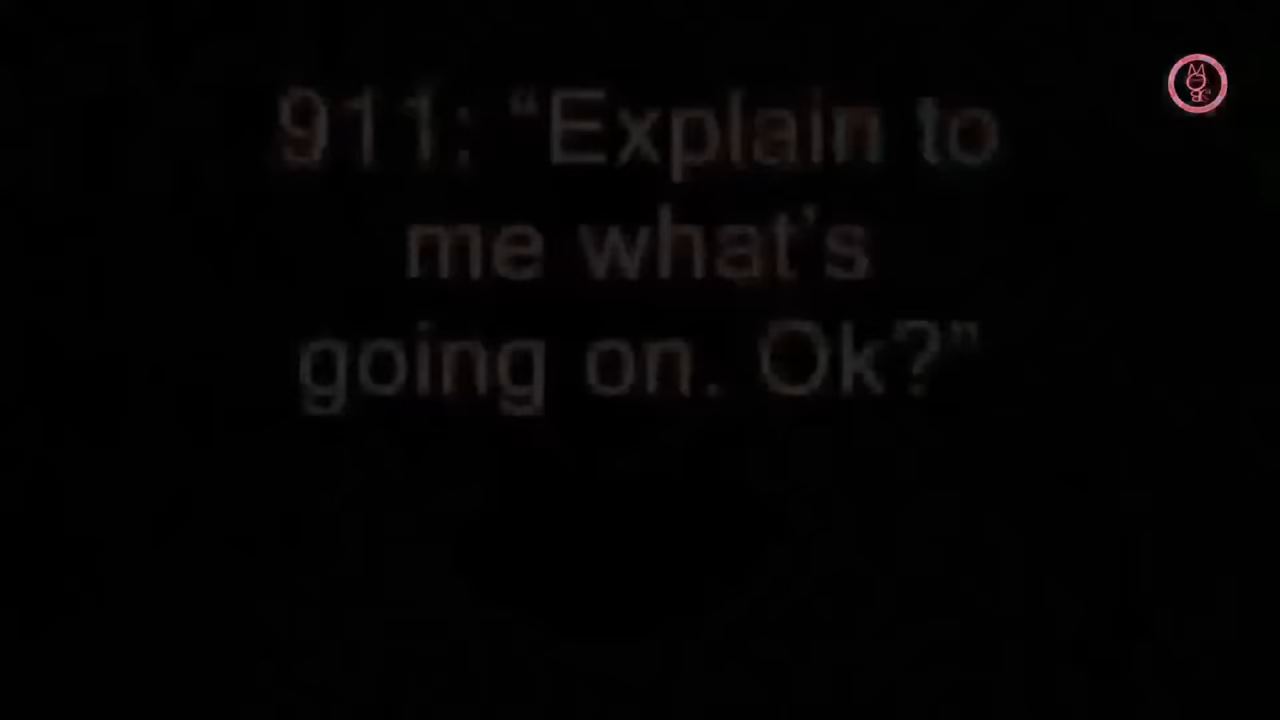 911: “Explain to
me what’s
going on. Ok?”